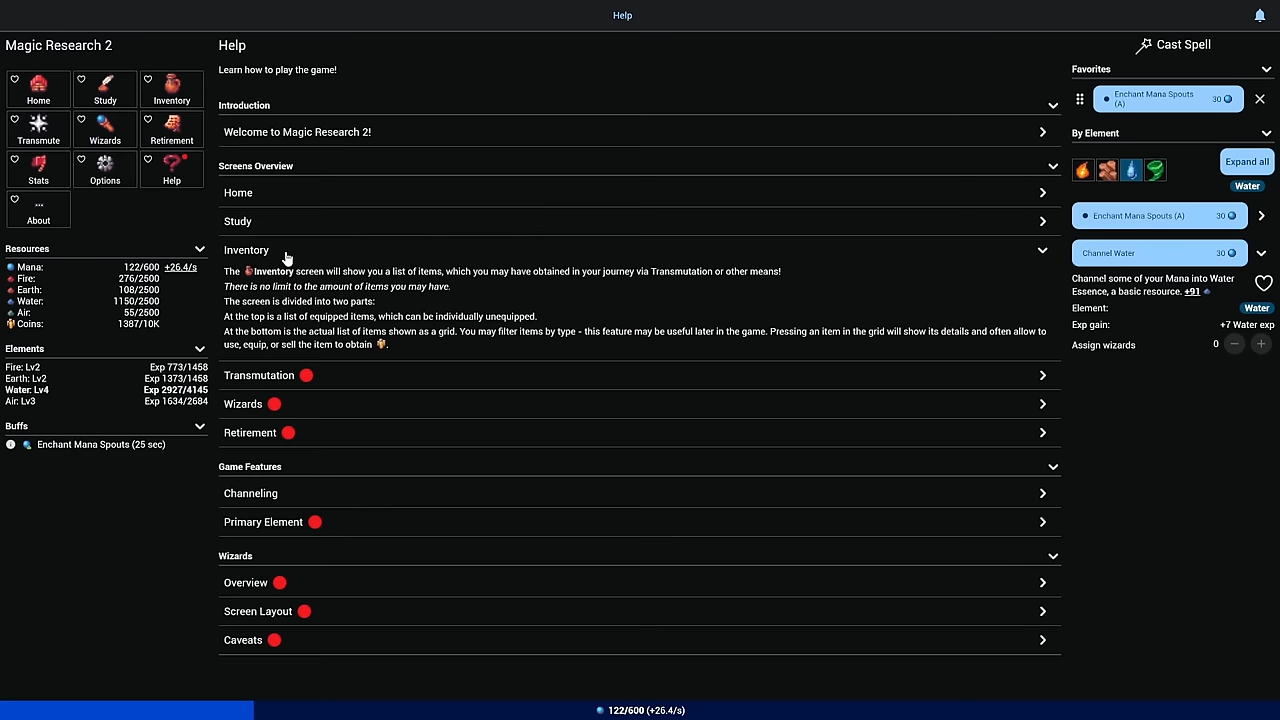 Help
Magic Research 2
Home
Study
Inventory
Transmute
Wizards
Retirement
Stats
Options
Help
About
Resources
Mana: 122/600 +26.4/s
Fire: 276/2500
Earth: 108/2500
Water: 1150/2500
Air: 55/2500
Coins: 1387/10K
Elements
Fire: Lv2 Exp 773/1458
Earth: Lv2 Exp 1373/1458
Water: Lv4 Exp 2927/4145
Air: Lv3 Exp 1634/2684
Buffs
Enchant Mana Spouts (25 sec)
Help
Learn how to play the game!
Introduction
Welcome to Magic Research 2!
Screens Overview
Home
Study
Inventory
The Inventory screen will show you a list of items, which you may have obtained in your journey via Transmutation or other means!
There is no limit to the amount of items you may have.
The screen is divided into two parts:
At the top is a list of equipped items, which can be individually unequipped.
At the bottom is the actual list of items shown as a grid. You may filter items by type - this feature may be useful later in the game. Pressing an item in the grid will show its details and often allow to
use, equip, or sell the item to obtain .
Transmutation
Wizards
Retirement
Game Features
Channeling
Primary Element
Wizards
Overview
Screen Layout
Caveats
Cast Spell
Favorites
Enchant Mana Spouts
(A)
30
By Element
Expand all
Water
Enchant Mana Spouts (A) 30
Channel Water 30
Channel some of your Mana into Water
Essence, a basic resource. +91
Element: Water
Exp gain: +7 Water exp
Assign wizards 0
122/600 (+26.4/s)